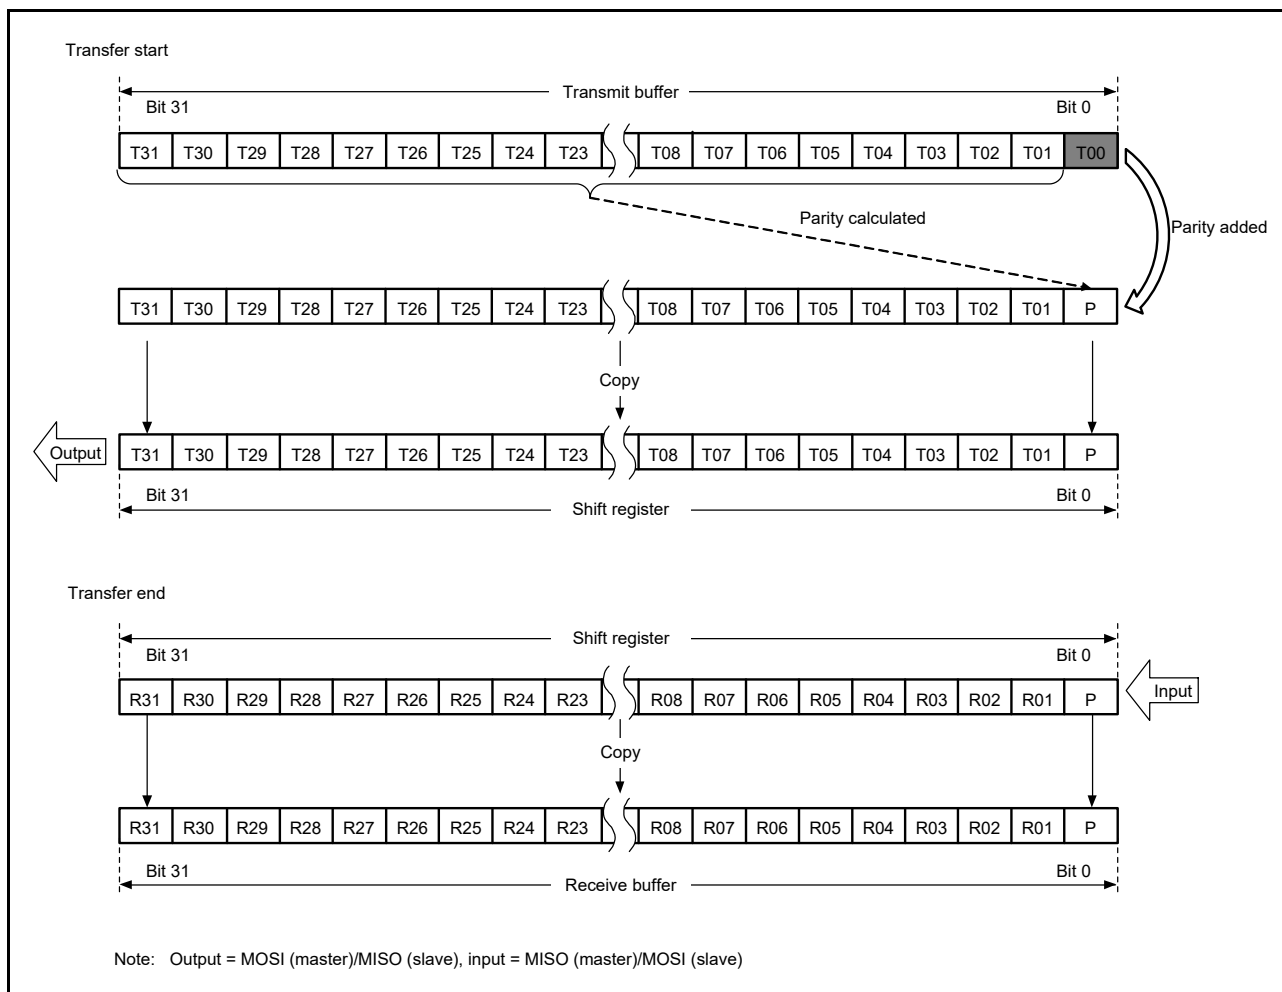 Transfer start
Transmit buffer
Bit 31 Bit 0
T31 T30 T29 T28 T27 T26 T25 T24 T23 T08 T07 T06 T05 T04 T03 T02 T01 T00
Parity calculated
Parity added
T31 T30 T29 T28 T27 T26 T25 T24 T23 T08 T07 T06 T05 T04 T03 T02 T01 P
Copy
Output
T31 T30 T29 T28 T27 T26 T25 T24 T23 T08 T07 T06 T05 T04 T03 T02 T01 P
Bit 31 Bit 0
Shift register
Transfer end
Shift register
Bit 31 Bit 0
R31 R30 R29 R28 R27 R26 R25 R24 R23 R08 R07 R06 R05 R04 R03 R02 R01 P
Input
Copy
R31 R30 R29 R28 R27 R26 R25 R24 R23 R08 R07 R06 R05 R04 R03 R02 R01 P
Bit 31 Bit 0
Receive buffer
Note: Output = MOSI (master)/MISO (slave), input = MISO (master)/MOSI (slave)